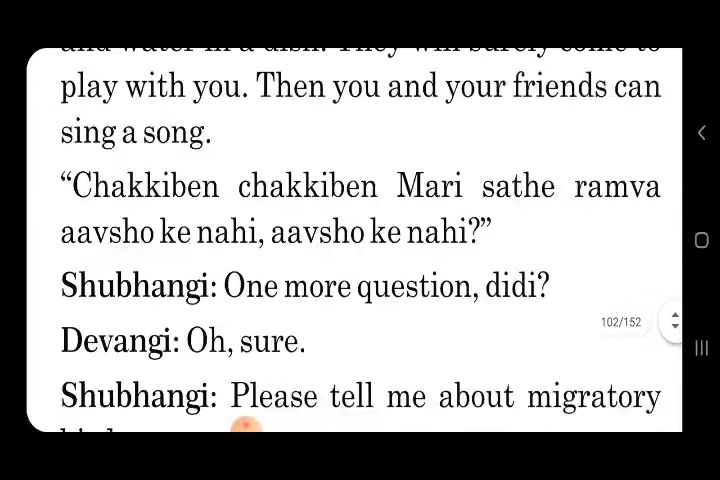 play with you. Then you and your friends can
sing a song.
“Chakkiben chakkiben Mari sathe ramva
aavsho ke nahi, aavsho ke nahi?”
Shubhangi: One more question, didi?
102/152
Devangi: Oh, sure.
Shubhangi: Please tell me about migratory